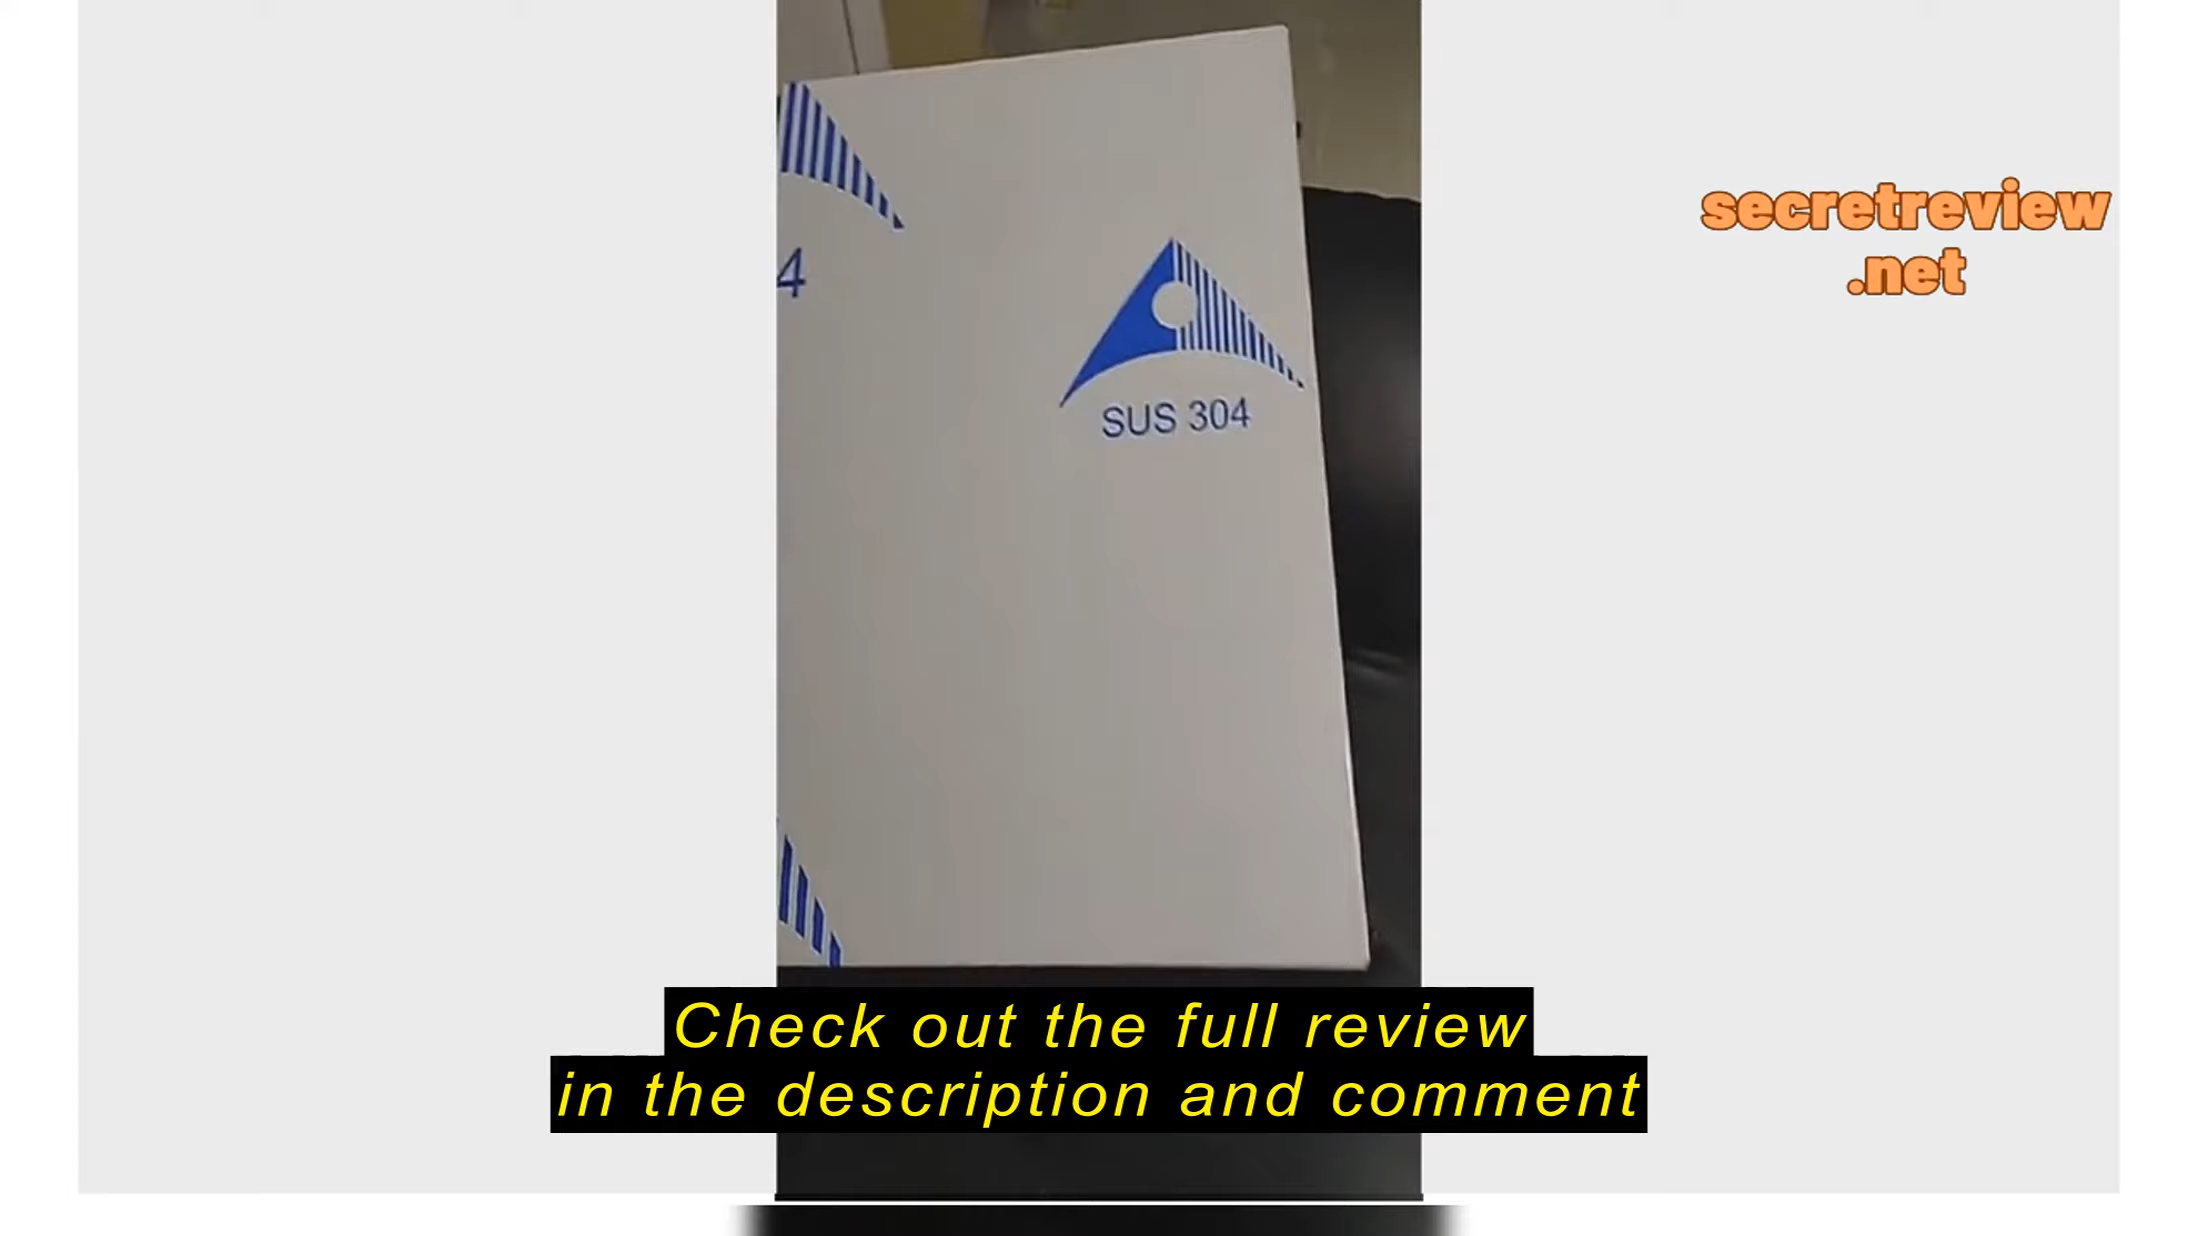 secretreview
.net
4
SUS 304
Check out the full review
in the description and comment